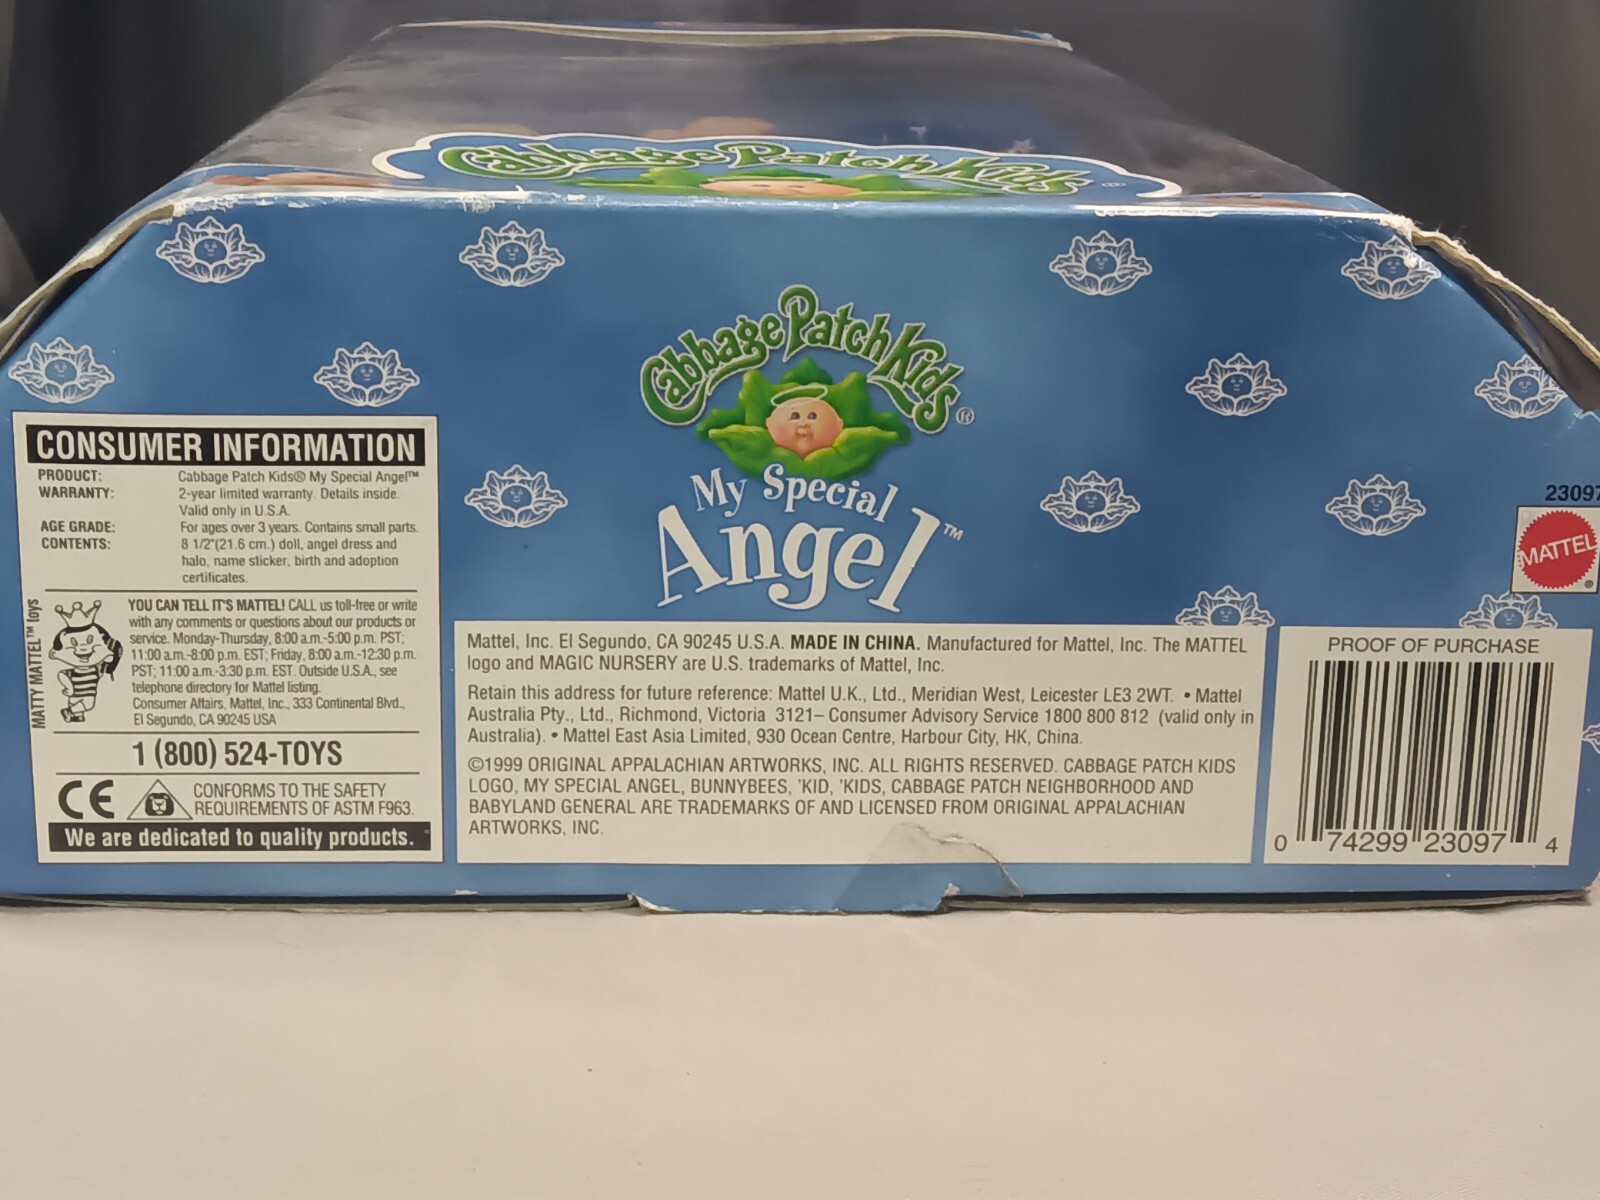 Cabbage Patch Kids
Cabbage Patch Kids®
My Special
Angel™
CONSUMER INFORMATION
PRODUCT: Cabbage Patch Kids® My Special Angel™
WARRANTY: 2-year limited warranty. Details inside.
Valid only in U.S.A.
AGE GRADE: For ages over 3 years. Contains small parts.
CONTENTS: 8 1/2"(21.6 cm.) doll, angel dress and
halo, name sticker, birth and adoption
certificates.
MATTY MATTEL™ toys
YOU CAN TELL IT'S MATTEL! CALL us toll-free or write
with any comments or questions about our products or
service. Monday-Thursday, 8:00 a.m.-5:00 p.m. PST;
11:00 a.m.-8:00 p.m. EST; Friday, 8:00 a.m.-12:30 p.m.
PST; 11:00 a.m.-3:30 p.m. EST. Outside U.S.A., see
telephone directory for Mattel listing.
Consumer Affairs, Mattel, Inc., 333 Continental Blvd.,
El Segundo, CA 90245 USA
1 (800) 524-TOYS
CE
CONFORMS TO THE SAFETY
REQUIREMENTS OF ASTM F963.
We are dedicated to quality products.
Mattel, Inc. El Segundo, CA 90245 U.S.A. MADE IN CHINA. Manufactured for Mattel, Inc. The MATTEL
logo and MAGIC NURSERY are U.S. trademarks of Mattel, Inc.
Retain this address for future reference: Mattel U.K., Ltd., Meridian West, Leicester LE3 2WT. • Mattel
Australia Pty., Ltd., Richmond, Victoria 3121– Consumer Advisory Service 1800 800 812 (valid only in
Australia). • Mattel East Asia Limited, 930 Ocean Centre, Harbour City, HK, China.
©1999 ORIGINAL APPALACHIAN ARTWORKS, INC. ALL RIGHTS RESERVED. CABBAGE PATCH KIDS
LOGO, MY SPECIAL ANGEL, BUNNYBEES, 'KID, 'KIDS, CABBAGE PATCH NEIGHBORHOOD AND
BABYLAND GENERAL ARE TRADEMARKS OF AND LICENSED FROM ORIGINAL APPALACHIAN
ARTWORKS, INC.
23097
MATTEL®
PROOF OF PURCHASE
0 74299 23097 4